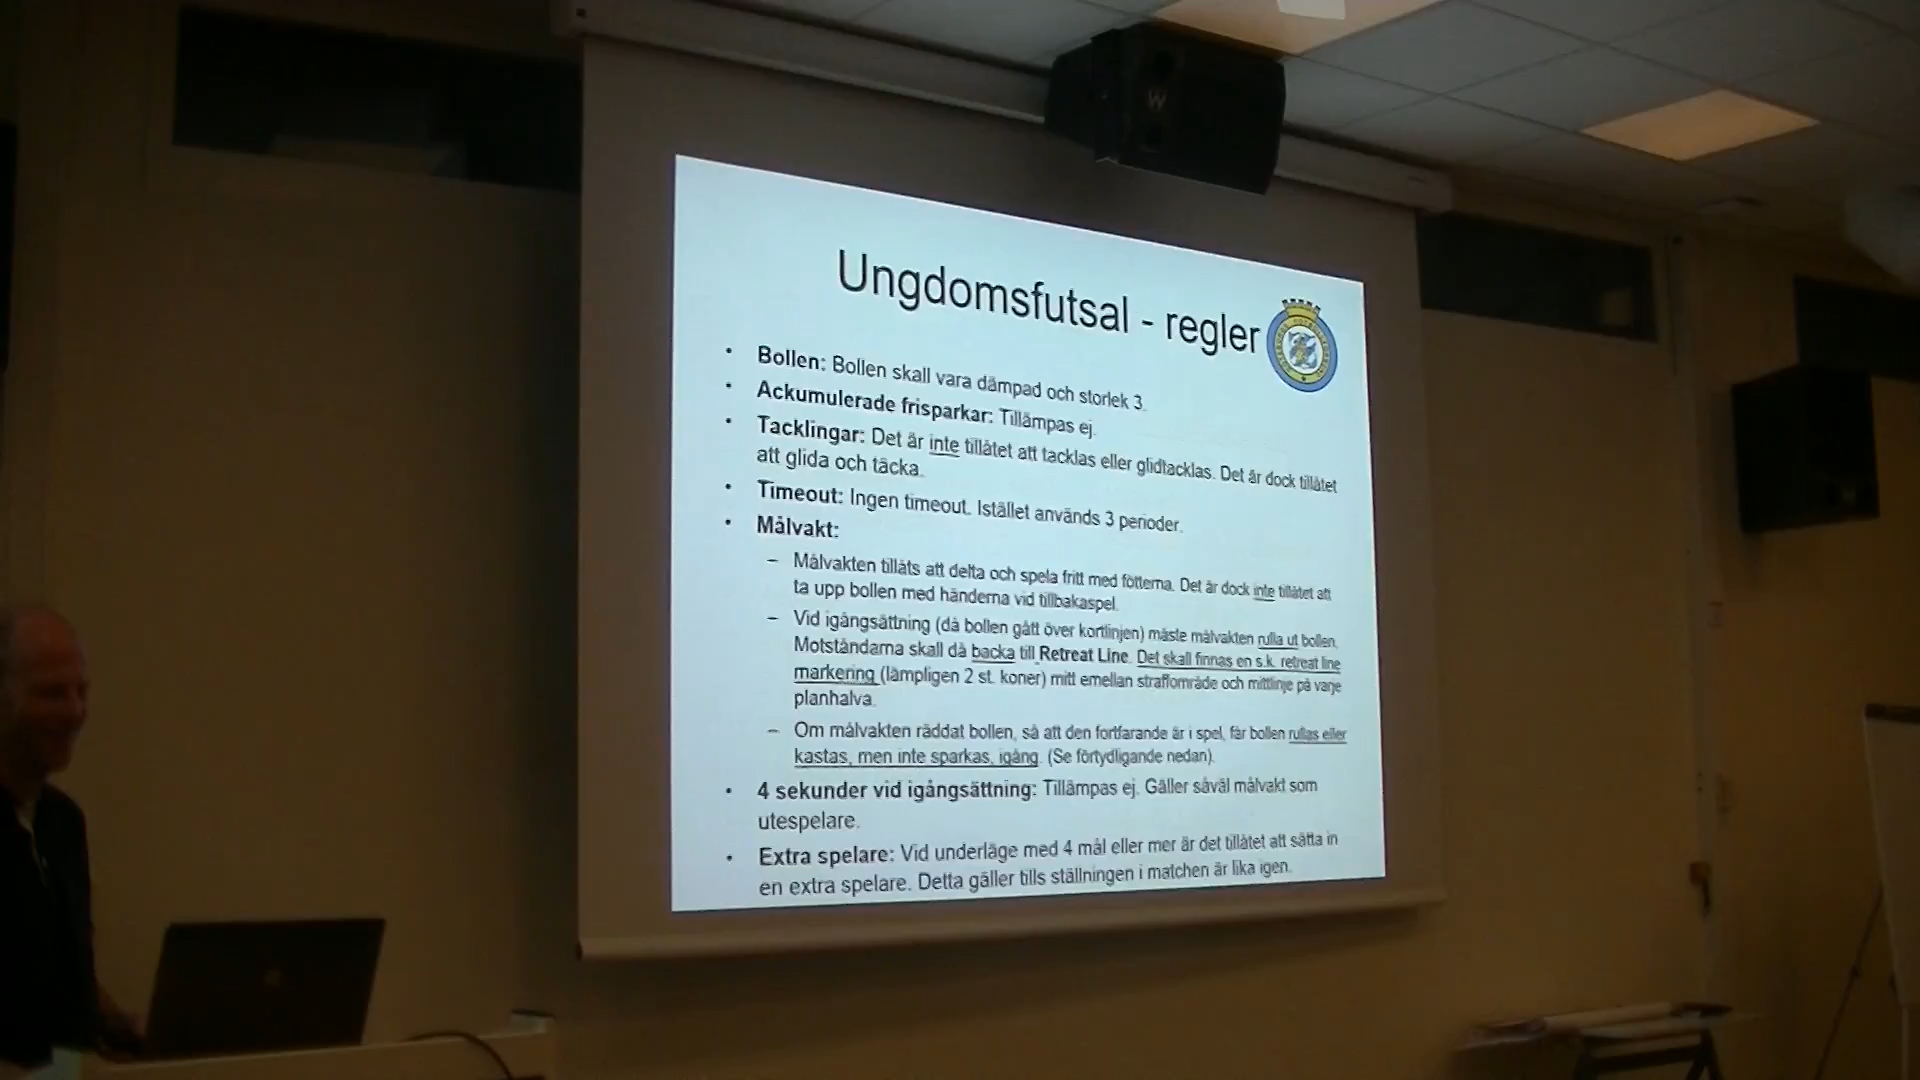 Ungdomsfutsal - regler
• Bollen: Bollen skall vara dämpad och storlek 3.
• Ackumulerade frisparkar: Tillämpas ej.
• Tacklingar: Det är inte tillåtet att tacklas eller glidtacklas. Det är dock tillåtet
att glida och täcka.
• Timeout: Ingen timeout. Istället används 3 perioder.
• Målvakt:
– Målvakten tillåts att delta och spela fritt med fötterna. Det är dock inte tillåtet att
ta upp bollen med händerna vid tillbakaspel.
– Vid igångsättning (då bollen gått över kortlinjen) måste målvakten rulla ut bollen.
Motståndarna skall då backa till Retreat Line. Det skall finnas en s.k. retreat line
markering (lämpligen 2 st. koner) mitt emellan straffområde och mittlinje på varje
planhalva.
– Om målvakten räddat bollen, så att den fortfarande är i spel, får bollen rullas eller
kastas, men inte sparkas, igång. (Se förtydligande nedan).
• 4 sekunder vid igångsättning: Tillämpas ej. Gäller såväl målvakt som
utespelare.
• Extra spelare: Vid underläge med 4 mål eller mer är det tillåtet att sätta in
en extra spelare. Detta gäller tills ställningen i matchen är lika igen.